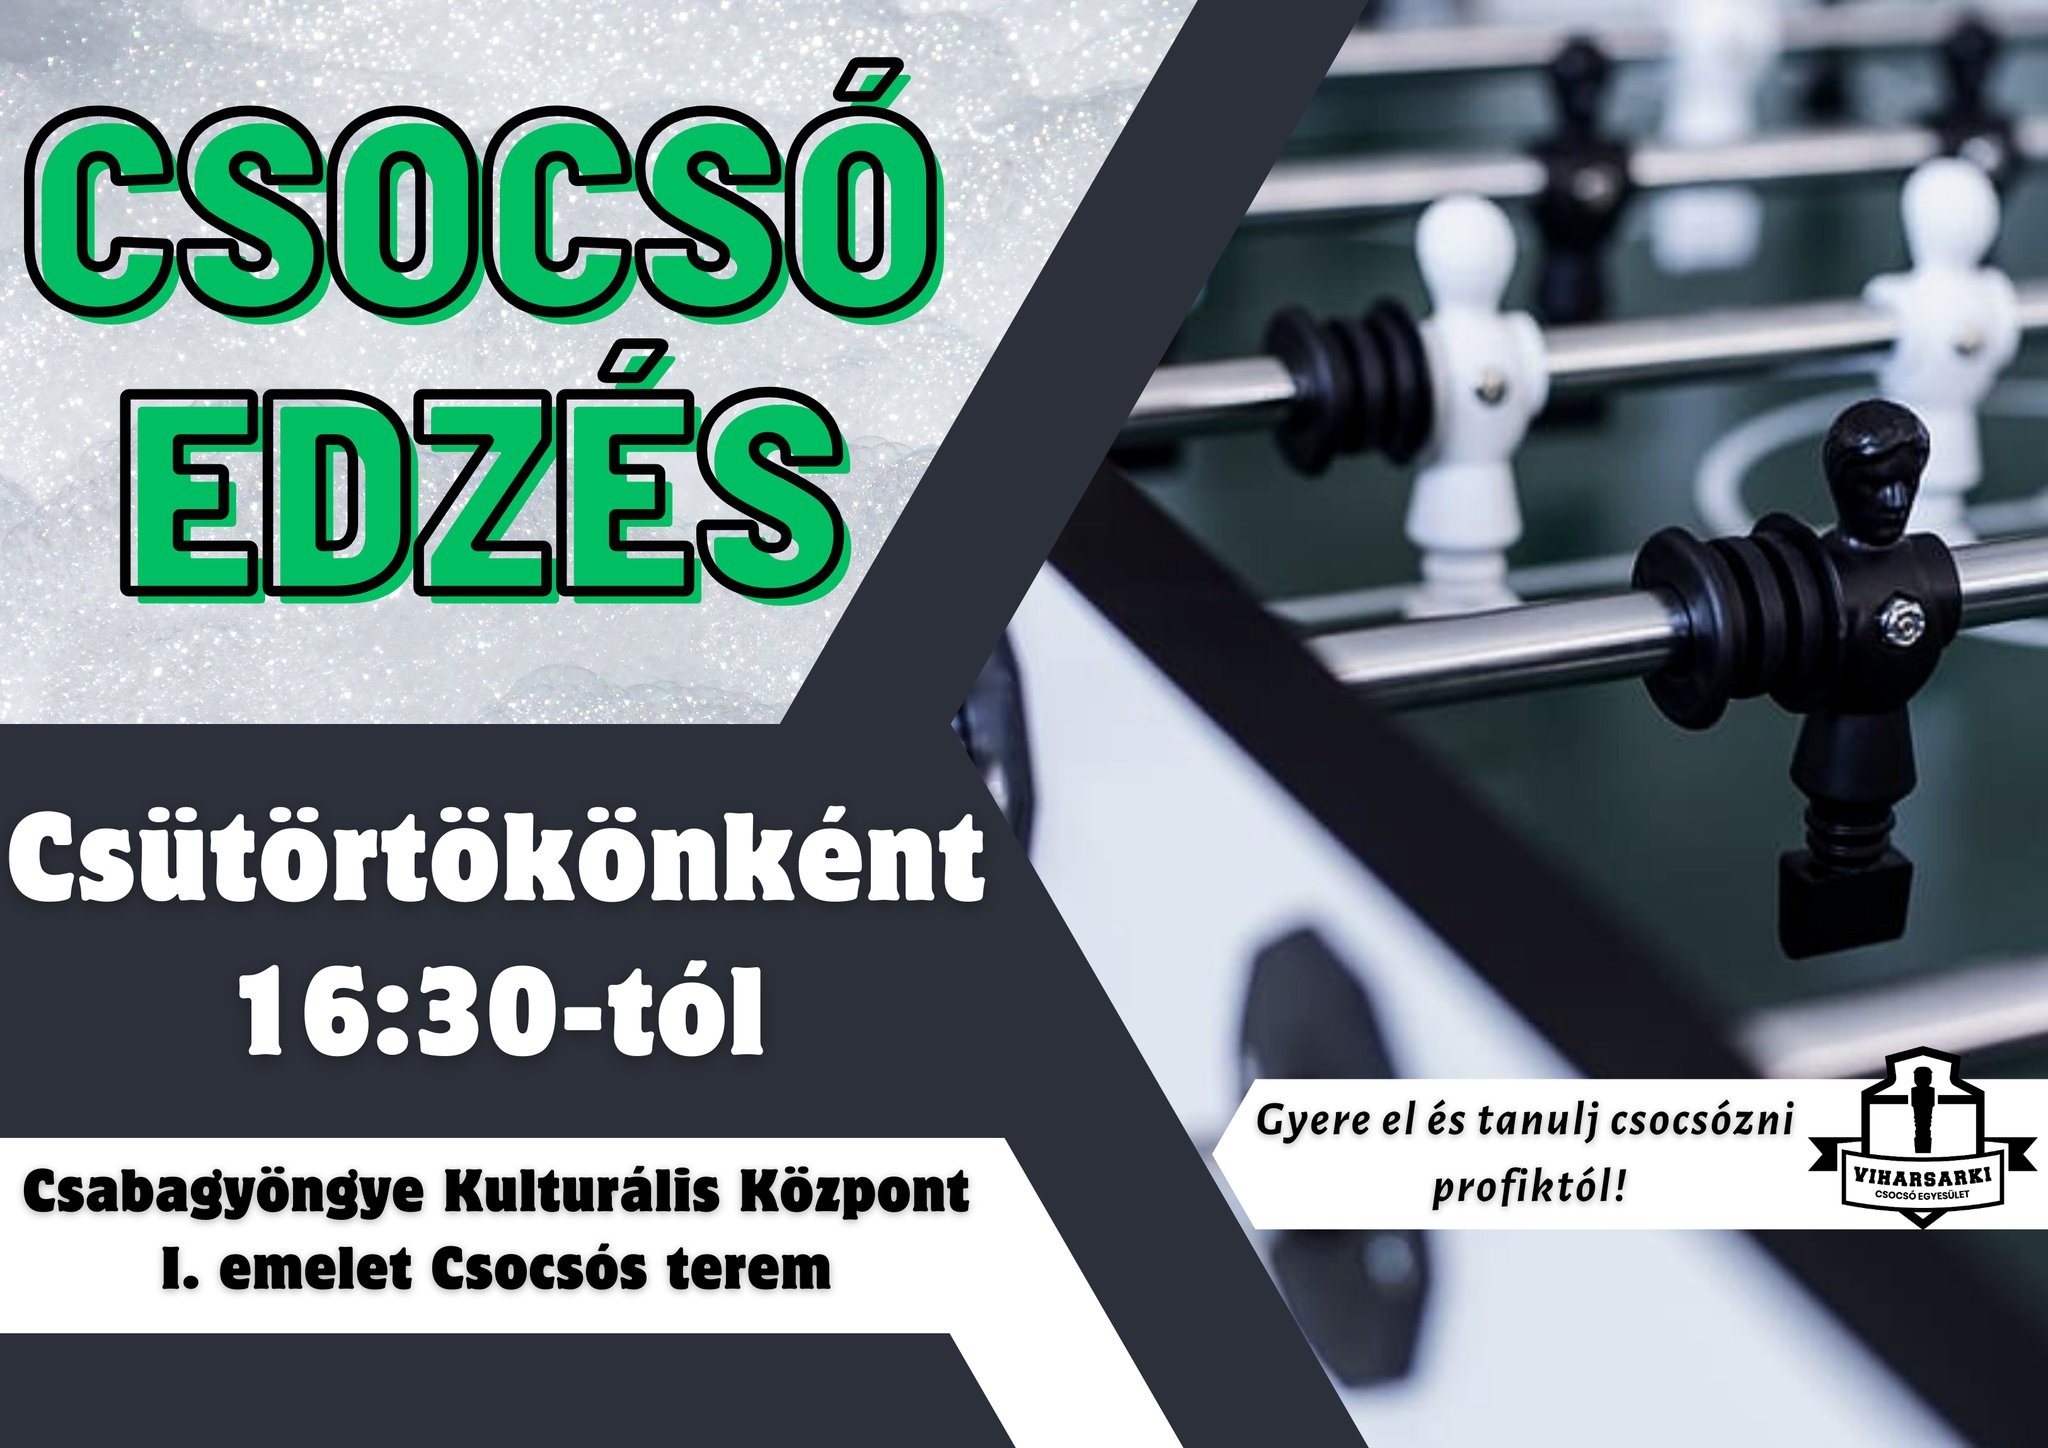 CSOCSÓ
EDZÉS
Csütörtökönként
16:30-tól
Csabagyöngye Kulturális Központ
I. emelet Csocsós terem
Gyere el és tanulj csocsózni
profiktól!
VIHARSARKI
CSOCSÓ EGYESÜLET